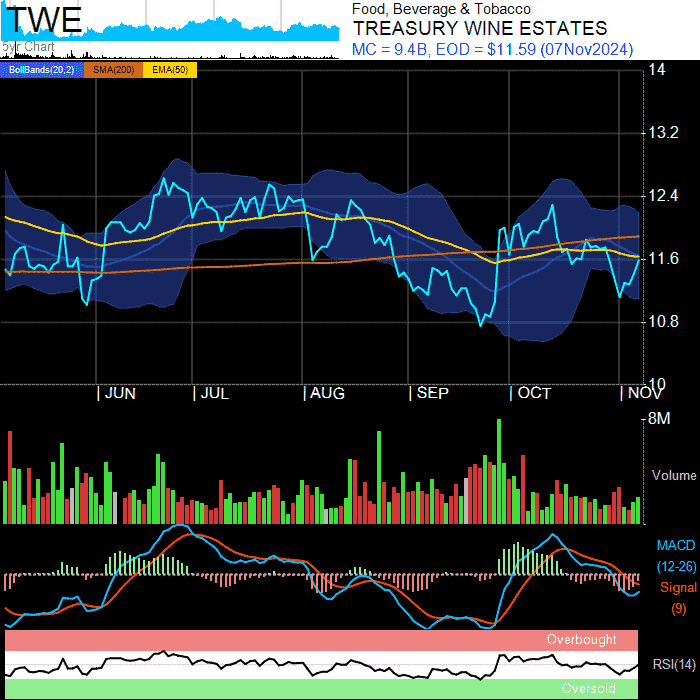 TWE
5yr Chart
Food, Beverage & Tobacco
TREASURY WINE ESTATES
MC = 9.4B, EOD = $11.59 (07Nov2024)
BollBands(20,2) SMA(200) EMA(50)
14
13.2
12.4
11.6
10.8
10
JUN JUL AUG SEP OCT NOV
8M
Volume
MACD
(12-26)
Signal
(9)
Overbought
RSI(14)
Oversold